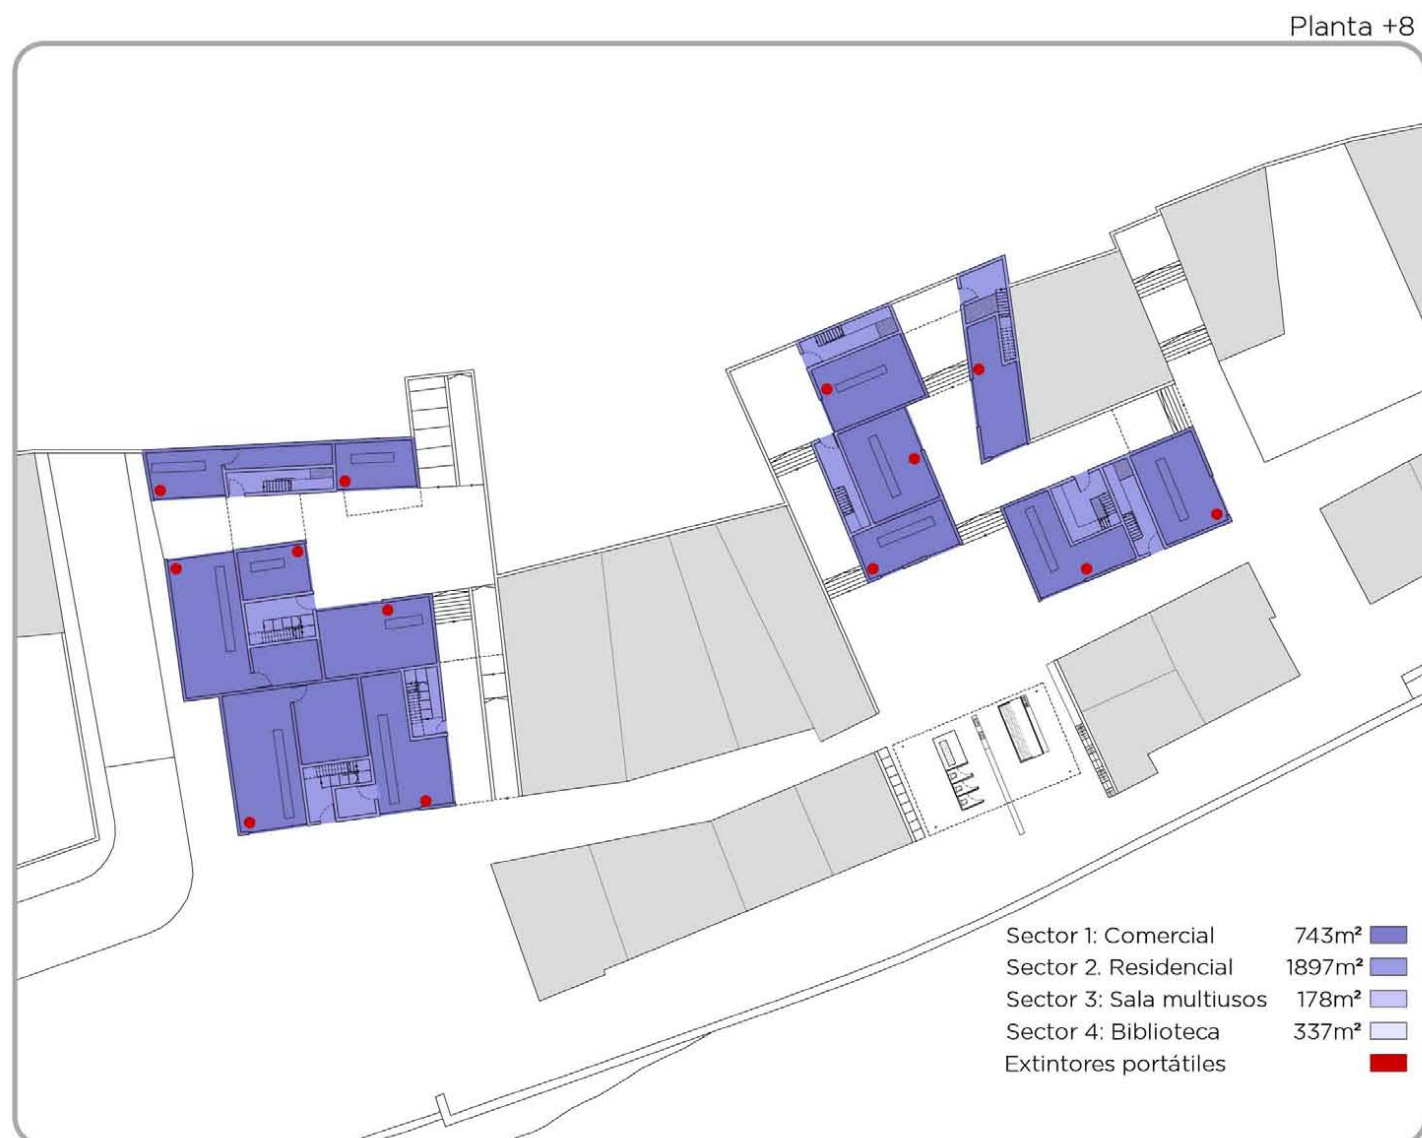 Planta +8
Sector 1: Comercial 743m²
Sector 2. Residencial 1897m²
Sector 3: Sala multiusos 178m²
Sector 4: Biblioteca 337m²
Extintores portátiles